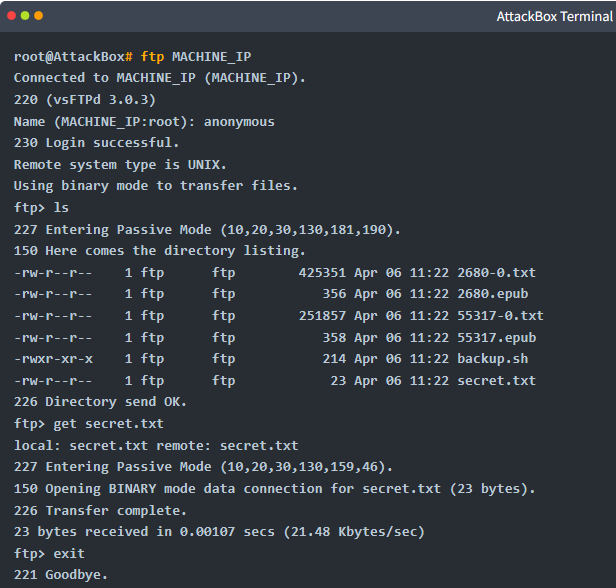 AttackBox Terminal
root@AttackBox# ftp MACHINE_IP
Connected to MACHINE_IP (MACHINE_IP).
220 (vsFTPd 3.0.3)
Name (MACHINE_IP:root): anonymous
230 Login successful.
Remote system type is UNIX.
Using binary mode to transfer files.
ftp> ls
227 Entering Passive Mode (10,20,30,130,181,190).
150 Here comes the directory listing.
-rw-r--r--    1 ftp      ftp        425351 Apr 06 11:22 2680-0.txt
-rw-r--r--    1 ftp      ftp           356 Apr 06 11:22 2680.epub
-rw-r--r--    1 ftp      ftp        251857 Apr 06 11:22 55317-0.txt
-rw-r--r--    1 ftp      ftp           358 Apr 06 11:22 55317.epub
-rwxr-xr-x    1 ftp      ftp           214 Apr 06 11:22 backup.sh
-rw-r--r--    1 ftp      ftp            23 Apr 06 11:22 secret.txt
226 Directory send OK.
ftp> get secret.txt
local: secret.txt remote: secret.txt
227 Entering Passive Mode (10,20,30,130,159,46).
150 Opening BINARY mode data connection for secret.txt (23 bytes).
226 Transfer complete.
23 bytes received in 0.00107 secs (21.48 Kbytes/sec)
ftp> exit
221 Goodbye.